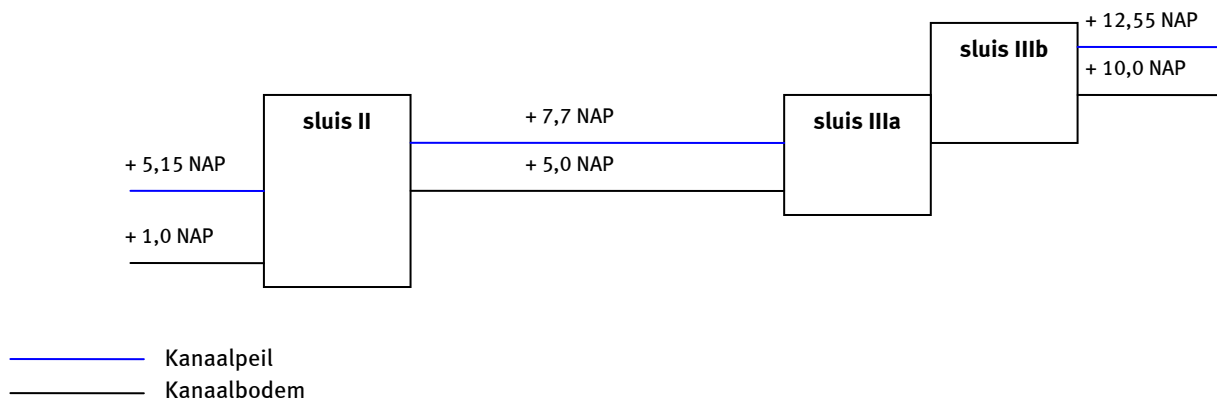 + 12,55 NAP
sluis IIIb
+ 10,0 NAP
sluis II
+ 7,7 NAP
sluis IIIa
+ 5,15 NAP
+ 5,0 NAP
+ 1,0 NAP
Kanaalpeil
Kanaalbodem